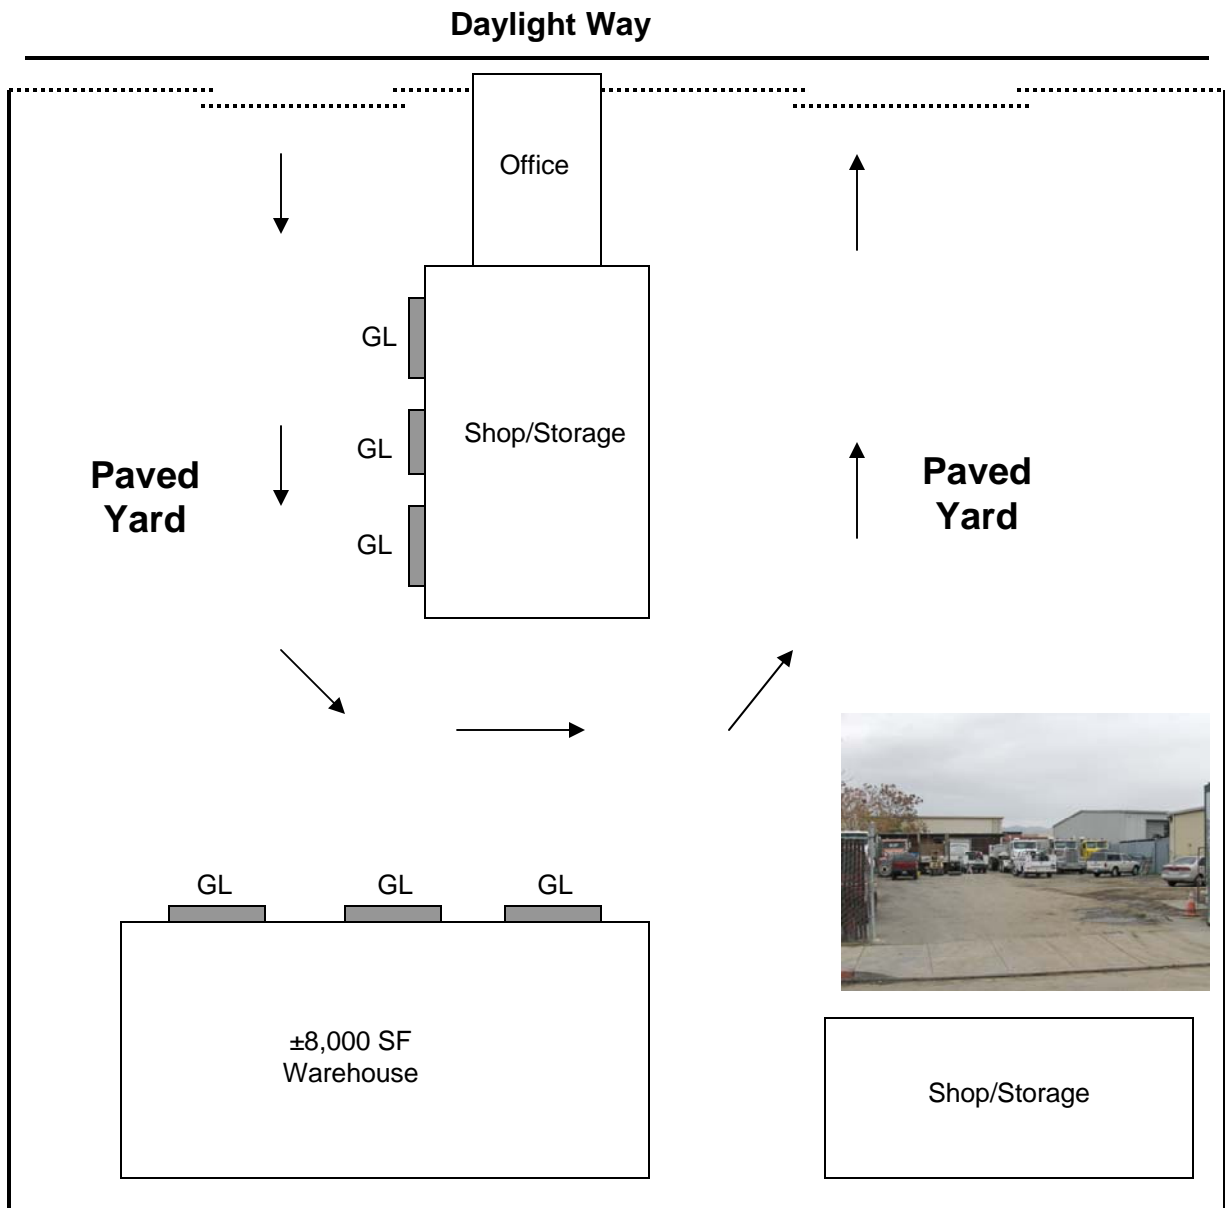 Daylight Way
Office
GL
Shop/Storage
GL
Paved
Yard
Paved
Yard
GL
GL
GL
GL
±8,000 SF
Warehouse
Shop/Storage